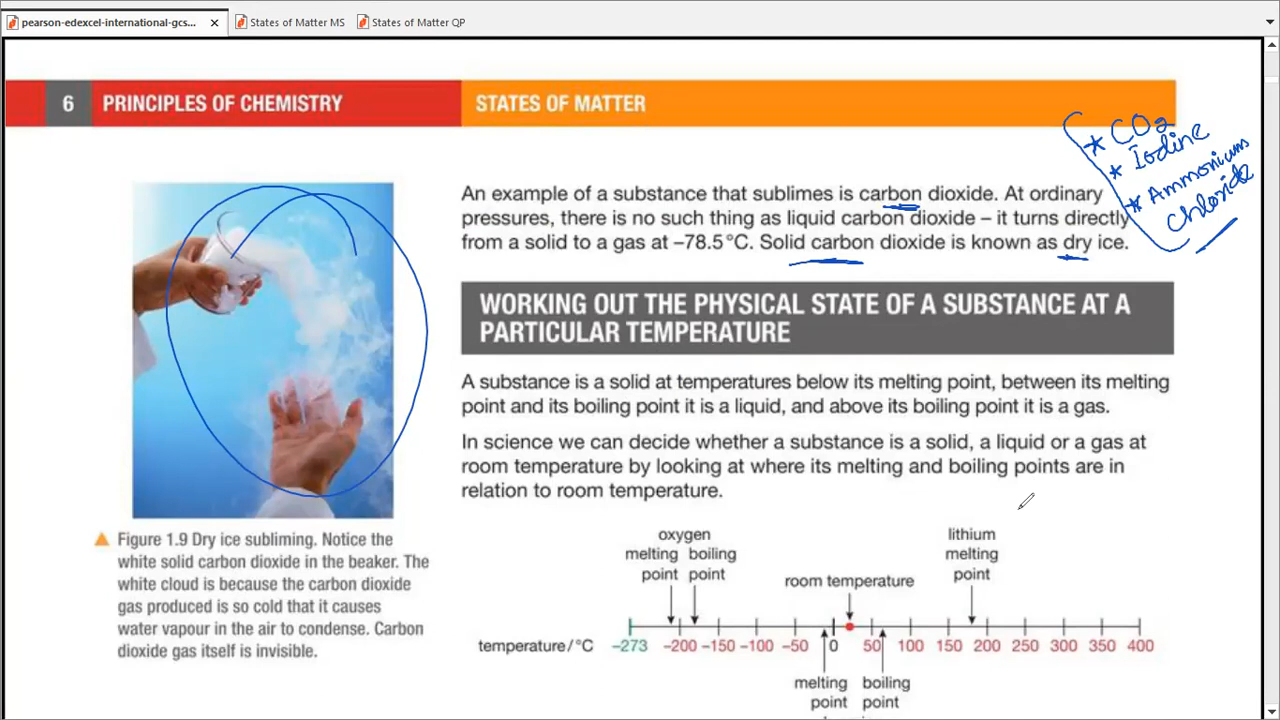 pearson-edexcel-international-gcs...
States of Matter MS
States of Matter QP
6 PRINCIPLES OF CHEMISTRY
STATES OF MATTER
* CO2
* Iodine
* Ammonium
Chloride
An example of a substance that sublimes is carbon dioxide. At ordinary
pressures, there is no such thing as liquid carbon dioxide – it turns directly
from a solid to a gas at –78.5 °C. Solid carbon dioxide is known as dry ice.
WORKING OUT THE PHYSICAL STATE OF A SUBSTANCE AT A
PARTICULAR TEMPERATURE
A substance is a solid at temperatures below its melting point, between its melting
point and its boiling point it is a liquid, and above its boiling point it is a gas.
In science we can decide whether a substance is a solid, a liquid or a gas at
room temperature by looking at where its melting and boiling points are in
relation to room temperature.
Figure 1.9 Dry ice subliming. Notice the
white solid carbon dioxide in the beaker. The
white cloud is because the carbon dioxide
gas produced is so cold that it causes
water vapour in the air to condense. Carbon
dioxide gas itself is invisible.
oxygen
melting boiling
point point
room temperature
lithium
melting
point
temperature/°C –273 –200 –150 –100 –50 0 50 100 150 200 250 300 350 400
melting boiling
point point